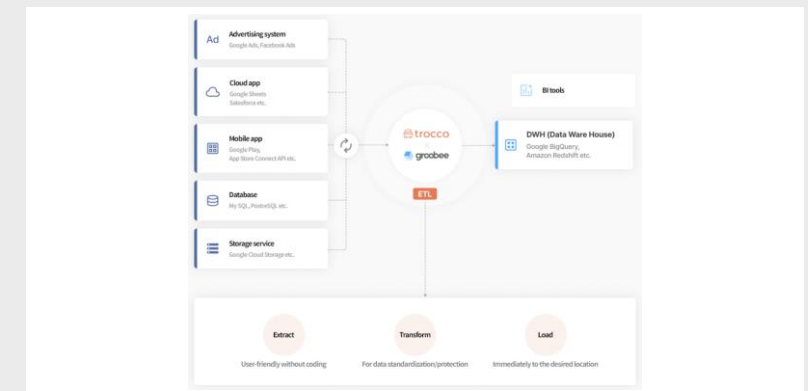 Ad
Advertising system
Google Ads, Facebook Ads
Cloud app
Google Sheets
Salesforce etc.
Mobile app
Google Play,
App Store Connect API etc.
Database
My SQL, PostgreSQL etc.
Storage service
Google Cloud Storage etc.
trocco
×
groobee
ETL
BI tools
DWH (Data Ware House)
Google BigQuery,
Amazon Redshift etc.
Extract
User-friendly without coding
Transform
For data standardization/protection
Load
Immediately to the desired location